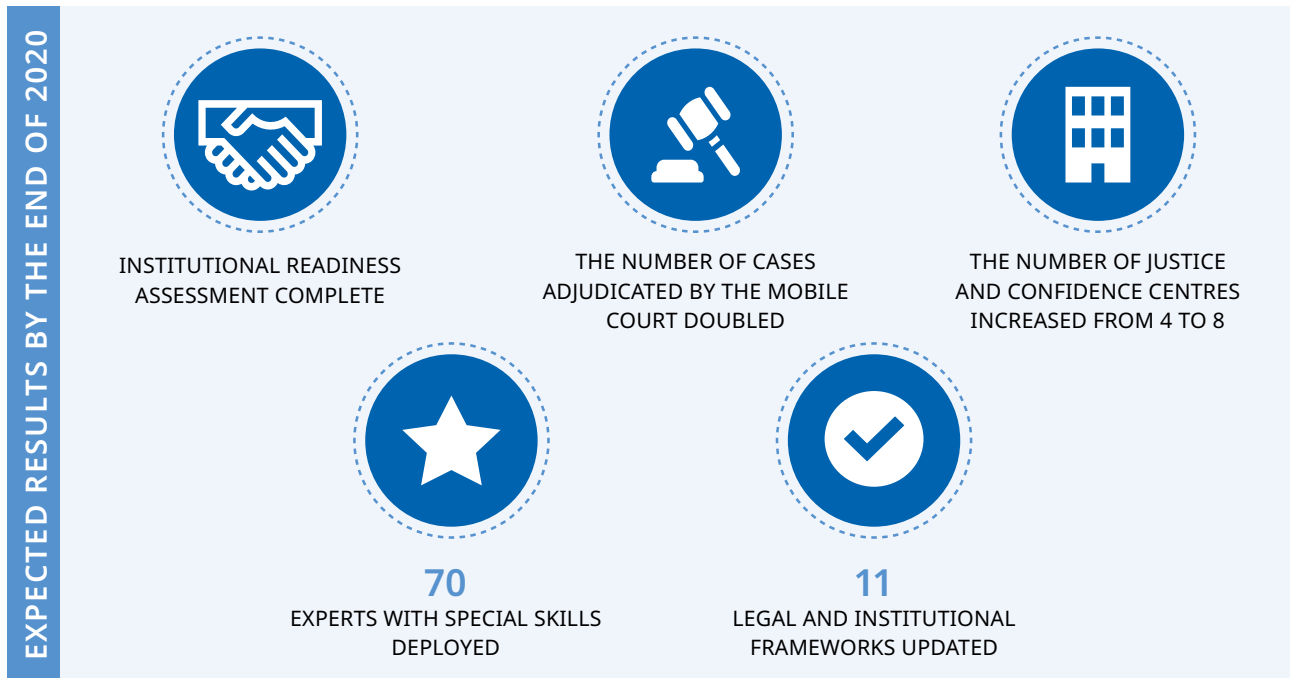 EXPECTED RESULTS BY THE END OF 2020
INSTITUTIONAL READINESS
ASSESSMENT COMPLETE
THE NUMBER OF CASES
ADJUDICATED BY THE MOBILE
COURT DOUBLED
THE NUMBER OF JUSTICE
AND CONFIDENCE CENTRES
INCREASED FROM 4 TO 8
70
EXPERTS WITH SPECIAL SKILLS
DEPLOYED
11
LEGAL AND INSTITUTIONAL
FRAMEWORKS UPDATED